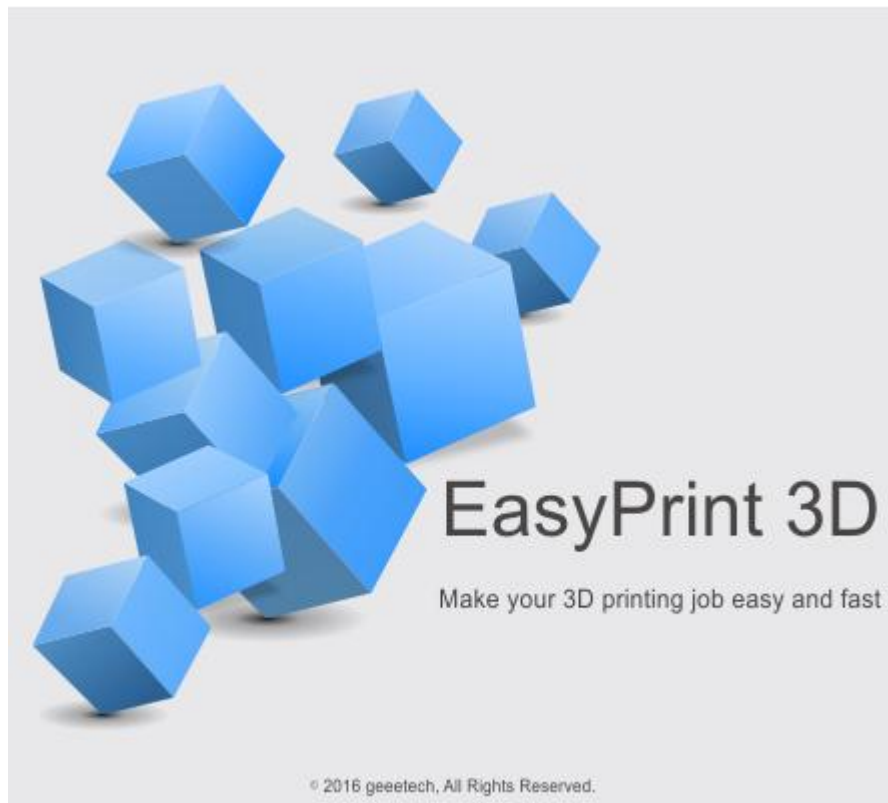 EasyPrint 3D
Make your 3D printing job easy and fast
© 2016 geeetech, All Rights Reserved.